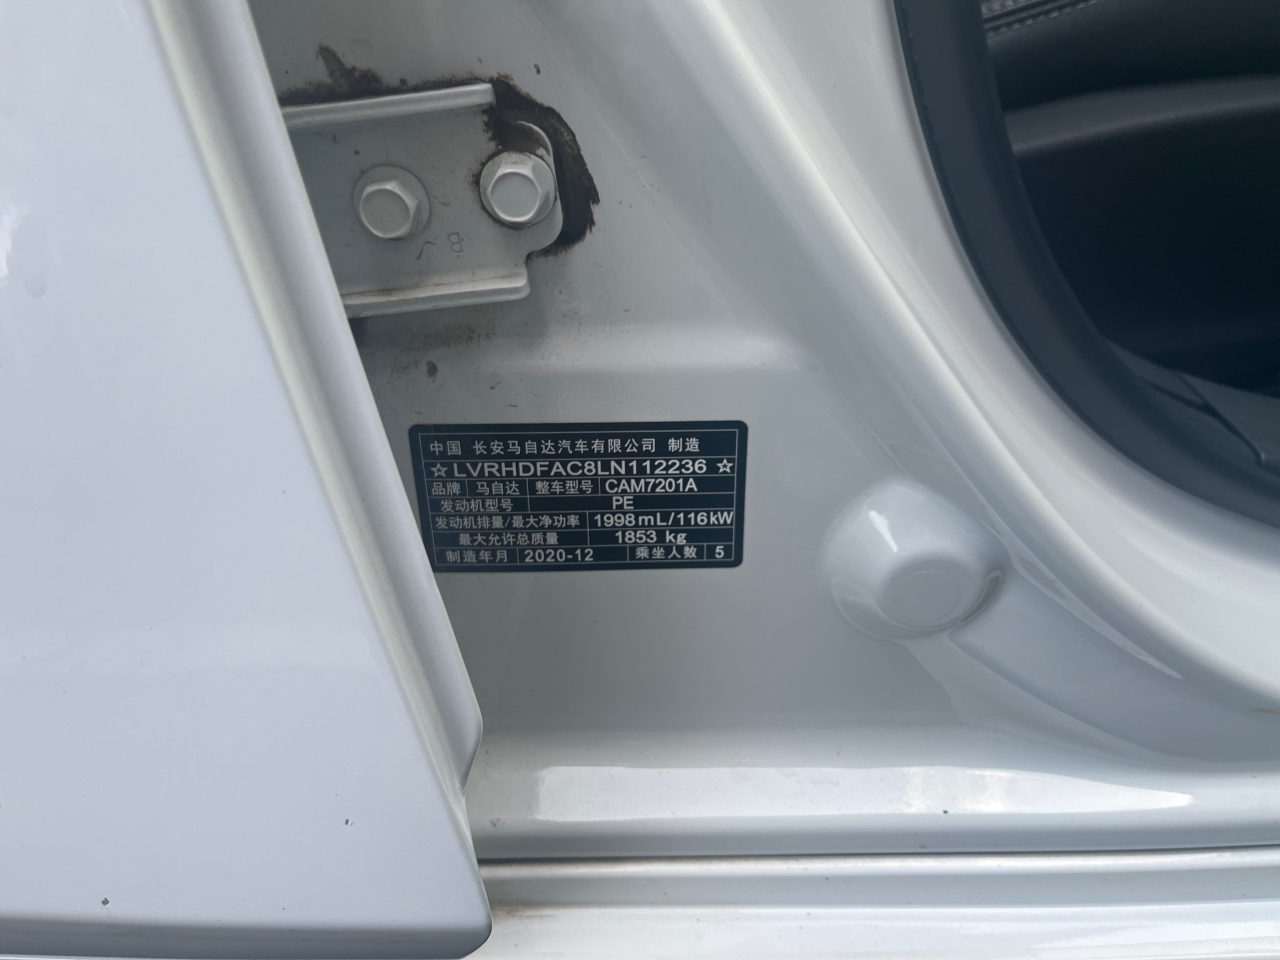 8
中国 长安马自达汽车有限公司 制造
☆LVRHDFAC8LN112236☆
品牌 马自达 整车型号 CAM7201A
发动机型号 PE
发动机排量/最大净功率 1998mL/116kW
最大允许总质量 1853 kg
制造年月 2020-12 乘坐人数 5